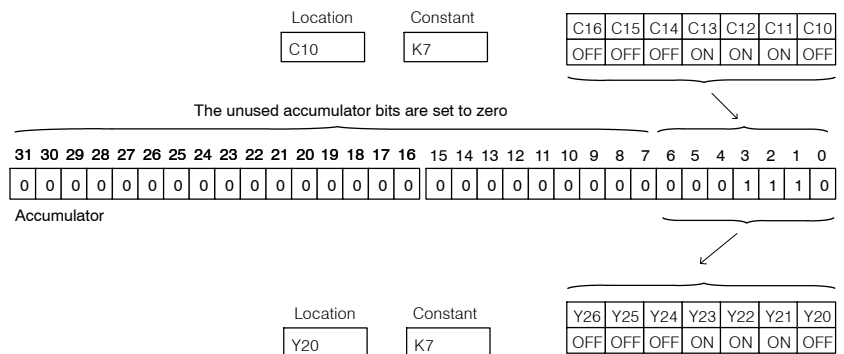 Location Constant
C10 K7
C16 C15 C14 C13 C12 C11 C10
OFF OFF OFF ON ON ON OFF
The unused accumulator bits are set to zero
31 30 29 28 27 26 25 24 23 22 21 20 19 18 17 16 15 14 13 12 11 10 9 8 7 6 5 4 3 2 1 0
0 0 0 0 0 0 0 0 0 0 0 0 0 0 0 0 0 0 0 0 0 0 0 0 0 0 0 0 1 1 1 0
Accumulator
Location Constant
Y20 K7
Y26 Y25 Y24 Y23 Y22 Y21 Y20
OFF OFF OFF ON ON ON OFF